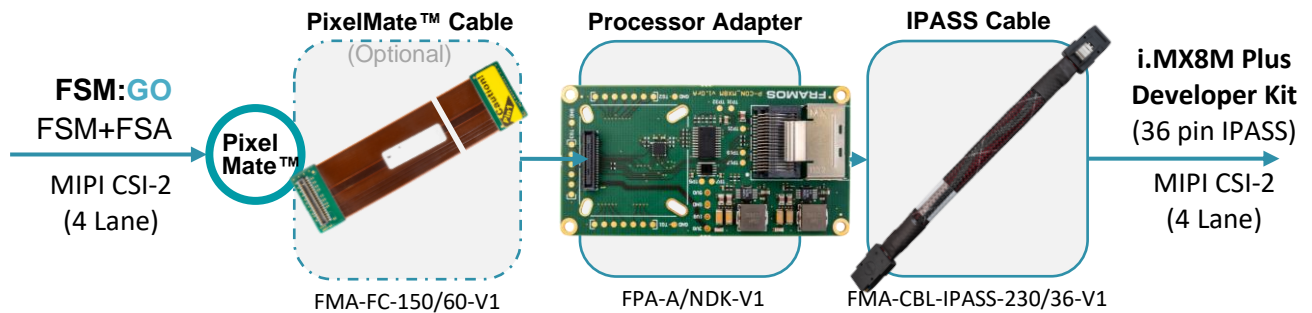 PixelMate™ Cable
(Optional)
Processor Adapter
IPASS Cable
FSM:GO
FSM+FSA
MIPI CSI-2
(4 Lane)
Pixel
Mate™
Caution!
FRAMOS
i.MX8M Plus
Developer Kit
(36 pin IPASS)
MIPI CSI-2
(4 Lane)
FMA-FC-150/60-V1
FPA-A/NDK-V1
FMA-CBL-IPASS-230/36-V1